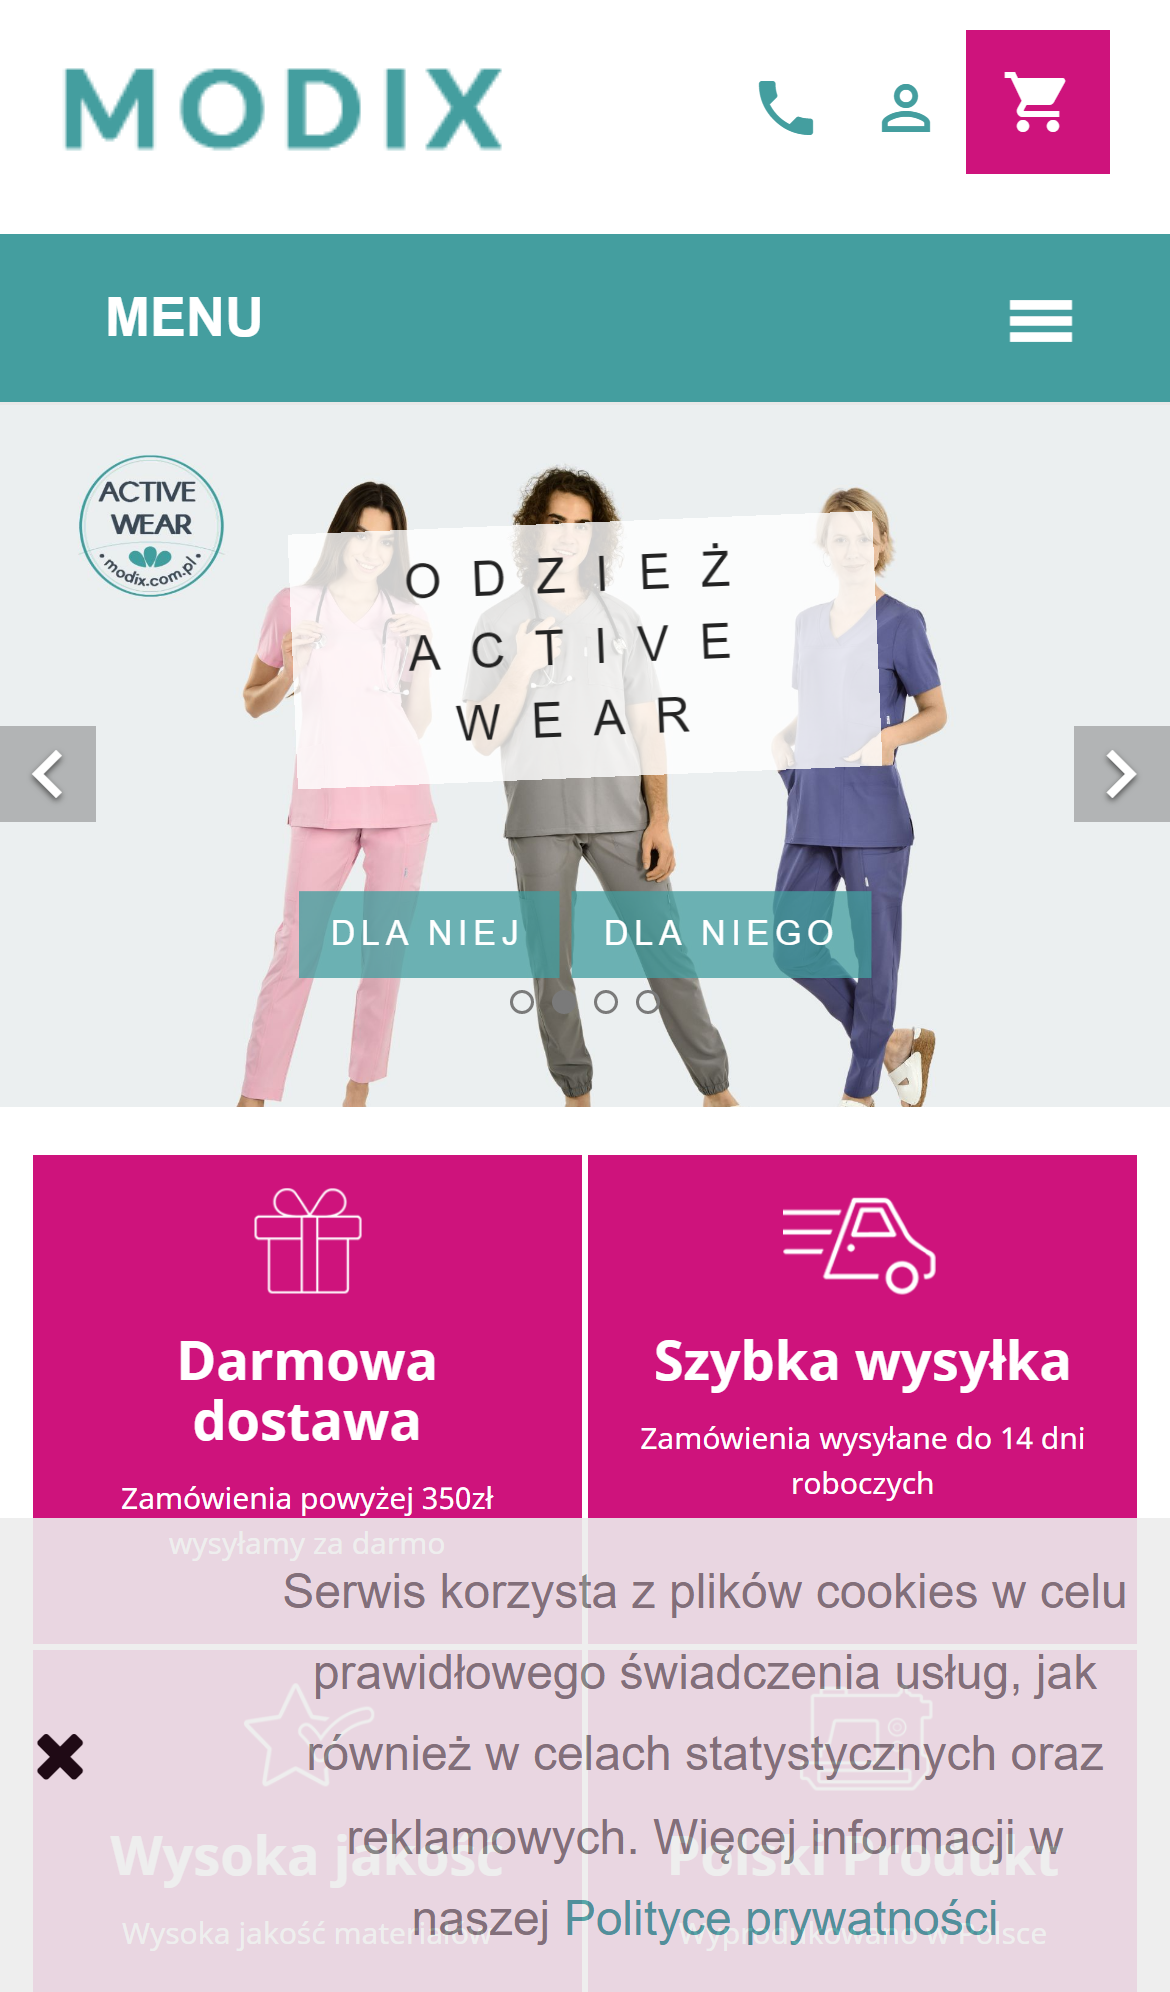 MODIX
MENU
ACTIVE
WEAR
modix.com.pl
ODZIEŻ
ACTIVE
WEAR
DLA NIEJ
DLA NIEGO
Darmowa
dostawa
Zamówienia powyżej 350zł
wysyłamy za darmo
Szybka wysyłka
Zamówienia wysyłane do 14 dni
roboczych
Wysoka jakość
Wysoka jakość materiałów
Polski Produkt
Wyprodukowano w Polsce
Serwis korzysta z plików cookies w celu
prawidłowego świadczenia usług, jak
również w celach statystycznych oraz
reklamowych. Więcej informacji w
naszej Polityce prywatności